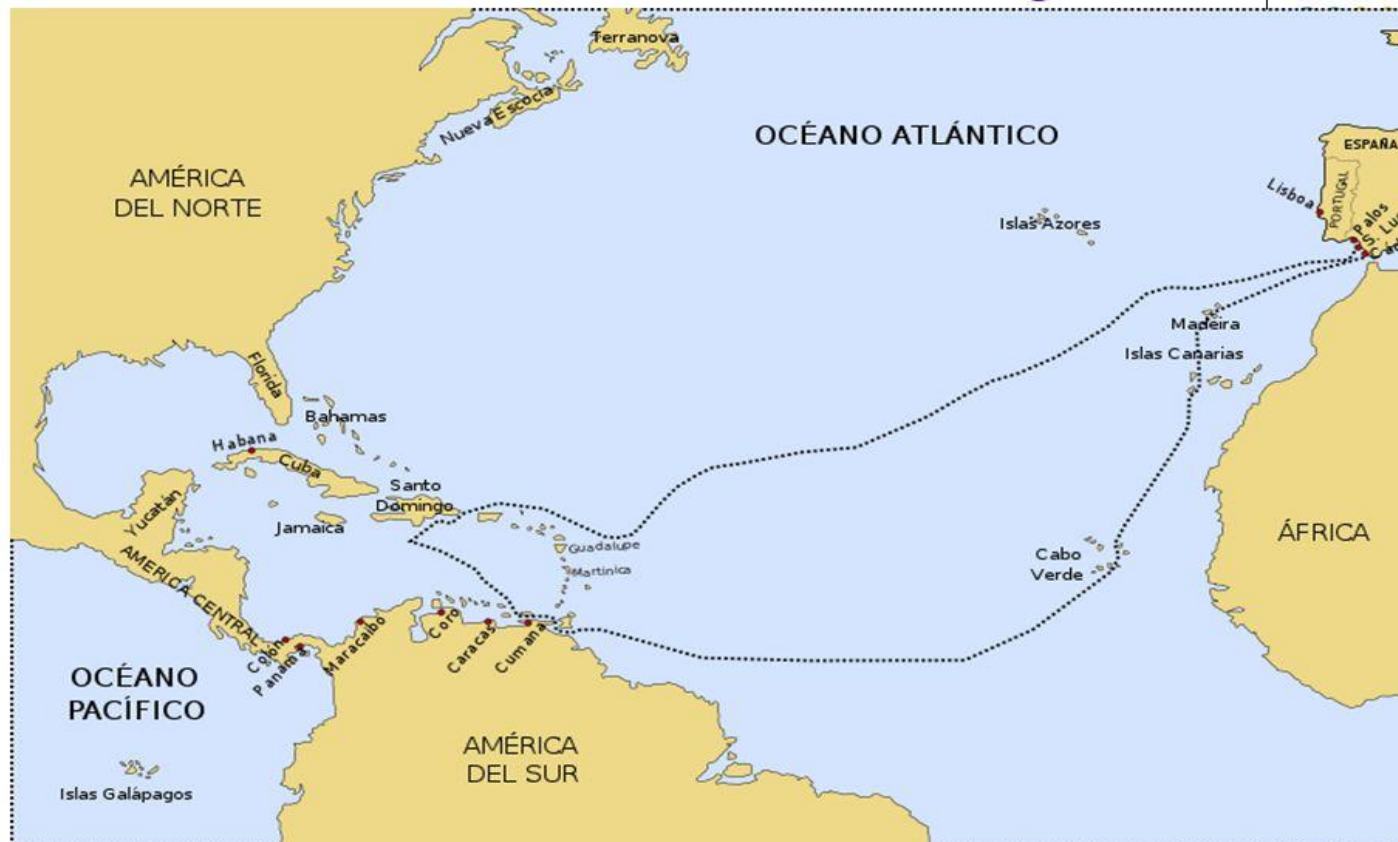 Terranova
Nueva Escocia
OCÉANO ATLÁNTICO
ESPAÑA
AMÉRICA
DEL NORTE
PORTUGAL
Lisboa
Islas Azores
Palos
Madeira
Islas Canarias
Florida
Bahamas
Habana
Cuba
Santo
Domingo
Yucatán
Jamaica
Guadalupe
Martinica
ÁFRICA
Cabo
Verde
AMERICA CENTRAL
Colón
Panamá
Maracaibo
Coro
Caracas
Cumana
OCÉANO
PACÍFICO
AMÉRICA
DEL SUR
Islas Galápagos